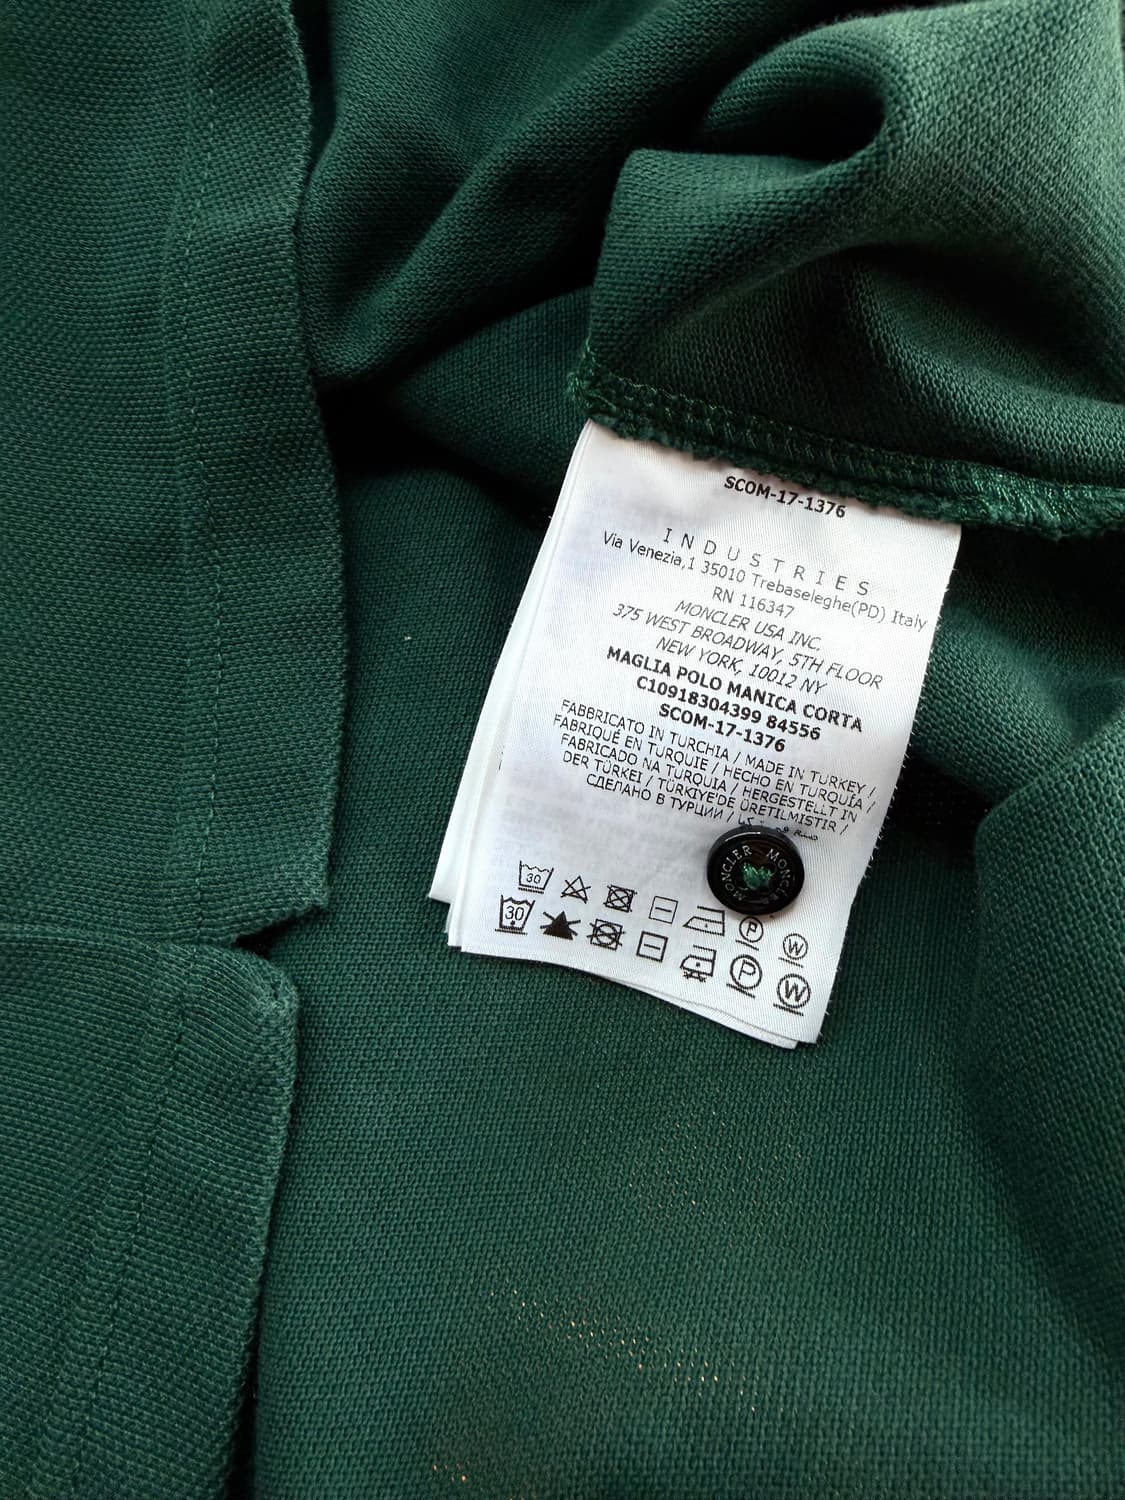 SCOM-17-1376
INDUSTRIES
Via Venezia,1 35010 Trebaseleghe(PD) Italy
RN 116347
MONCLER USA INC.
375 WEST BROADWAY, 5TH FLOOR
NEW YORK, 10012 NY
MAGLIA POLO MANICA CORTA
C10918304399 84556
SCOM-17-1376
FABBRICATO IN TURCHIA / MADE IN TURKEY /
FABRIQUÉ EN TURQUIE / HECHO EN TURQUÍA /
FABRICADO NA TURQUIA / HERGESTELLT IN
DER TÜRKEI / TÜRKIYE'DE ÜRETILMISTIR /
СДЕЛАНО В ТУРЦИИ /
MONCLER MONCLER
30 P W
30 P W